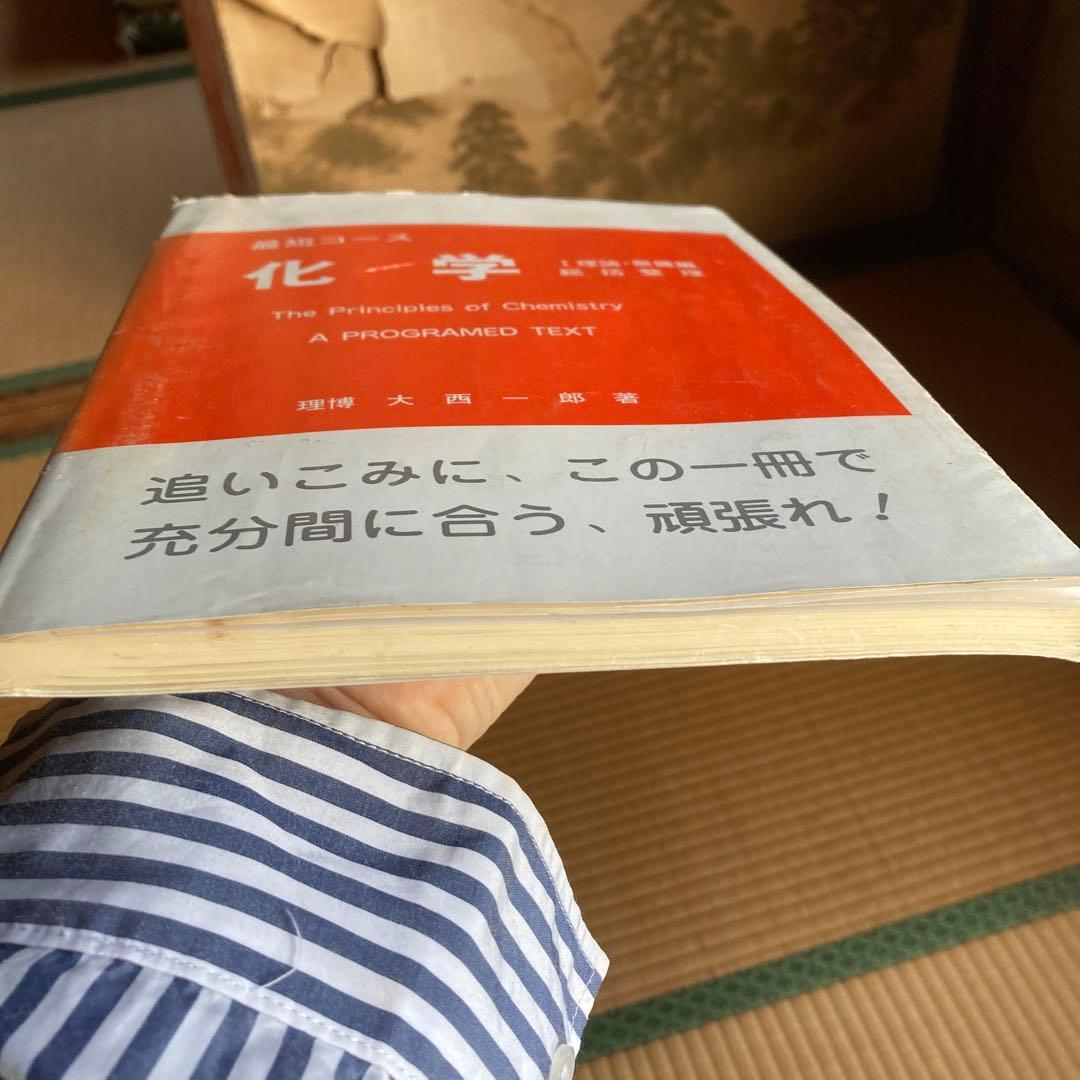 最短コース
化学
I 理論・無機編
総括整理
The Principles of Chemistry
A PROGRAMED TEXT
理博 大西一郎 著
追いこみに、この一冊で
充分間に合う、頑張れ!